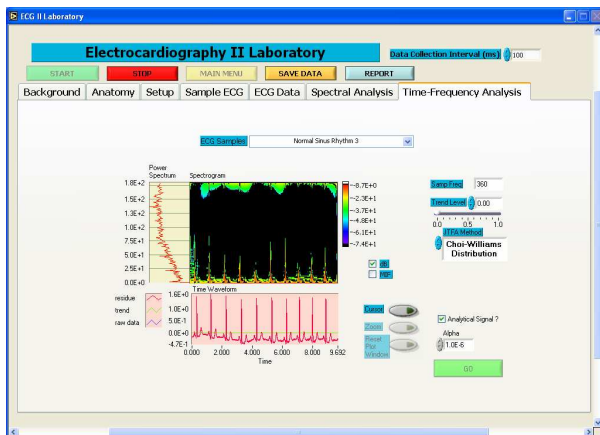 ECG II Laboratory
Electrocardiography II Laboratory
Data Collection Interval (ms) 100
START STOP MAIN MENU SAVE DATA REPORT
Background Anatomy Setup Sample ECG ECG Data Spectral Analysis Time-Frequency Analysis
ECG Samples Normal Sinus Rhythm 3
Power
Spectrum Spectrogram
1.8E+2
1.5E+2
1.3E+2
1.0E+2
7.5E+1
5.0E+1
2.5E+1
0.0E+0
-8.7E+0
-2.3E+1
-3.7E+1
-4.8E+1
-6.1E+1
-7.4E+1
Samp Freq 360
Trend Level 0.00
0.0 0.5 1.0
JTFA Method
Choi-Williams
Distribution
dB
Time Waveform
residue
trend
raw data
1.6E+0
1.0E+0
5.0E-1
-4.7E-1
0.000 2.000 4.000 6.000 8.000 9.692
Time
Cursor
Zoom
Reset
Window
Analytical Signal ?
Alpha
1.0E-6
GO